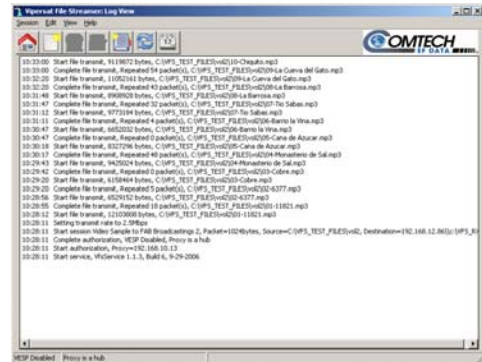 Vipersat File Streamer: Log View
Session Edit View Help
COMTECH
EF DATA
10:33:00 Start file transmit, 9119872 bytes, C:\VFS_TEST_FILES\vol2\10-Chiquito.mp3
10:33:00 Complete file transmit, Repeated 54 packet(s), C:\VFS_TEST_FILES\vol2\09-La Cueva del Gato.mp3
10:32:20 Start file transmit, 11052161 bytes, C:\VFS_TEST_FILES\vol2\09-La Cueva del Gato.mp3
10:32:20 Complete file transmit, Repeated 43 packet(s), C:\VFS_TEST_FILES\vol2\08-La Barrosa.mp3
10:31:48 Start file transmit, 8908928 bytes, C:\VFS_TEST_FILES\vol2\08-La Barrosa.mp3
10:31:47 Complete file transmit, Repeated 32 packet(s), C:\VFS_TEST_FILES\vol2\07-Tio Sabas.mp3
10:31:12 Start file transmit, 9773194 bytes, C:\VFS_TEST_FILES\vol2\07-Tio Sabas.mp3
10:31:11 Complete file transmit, Repeated 4 packet(s), C:\VFS_TEST_FILES\vol2\06-Barrio la Vina.mp3
10:30:47 Start file transmit, 6652032 bytes, C:\VFS_TEST_FILES\vol2\06-Barrio la Vina.mp3
10:30:47 Complete file transmit, Repeated 0 packet(s), C:\VFS_TEST_FILES\vol2\05-Cana de Azucar.mp3
10:30:18 Start file transmit, 8327296 bytes, C:\VFS_TEST_FILES\vol2\05-Cana de Azucar.mp3
10:30:17 Complete file transmit, Repeated 40 packet(s), C:\VFS_TEST_FILES\vol2\04-Monasterio de Sal.mp3
10:29:43 Start file transmit, 9425024 bytes, C:\VFS_TEST_FILES\vol2\04-Monasterio de Sal.mp3
10:29:42 Complete file transmit, Repeated 0 packet(s), C:\VFS_TEST_FILES\vol2\03-Cobre.mp3
10:29:20 Start file transmit, 6158464 bytes, C:\VFS_TEST_FILES\vol2\03-Cobre.mp3
10:29:20 Complete file transmit, Repeated 5 packet(s), C:\VFS_TEST_FILES\vol2\02-6377.mp3
10:28:56 Start file transmit, 6529152 bytes, C:\VFS_TEST_FILES\vol2\02-6377.mp3
10:28:55 Complete file transmit, Repeated 18 packet(s), C:\VFS_TEST_FILES\vol2\01-11821.mp3
10:28:12 Start file transmit, 12103808 bytes, C:\VFS_TEST_FILES\vol2\01-11821.mp3
10:28:11 Setting transmit rate to 2.5Mbps
10:28:11 Start session Video Sample to FAB Broadcastings 2, Packet=1024bytes, Source=C:\VFS_TEST_FILES\vol2, Destination=192.168.12.86|c:\VFS_R
10:28:11 Complete authorization, VESP Disabled, Proxy is a hub
10:28:11 Start authorization, Proxy=192.168.10.13
10:28:11 Start service, VfsService 1.1.3, Build 6, 9-29-2006
VESP Disabled Proxy is a hub